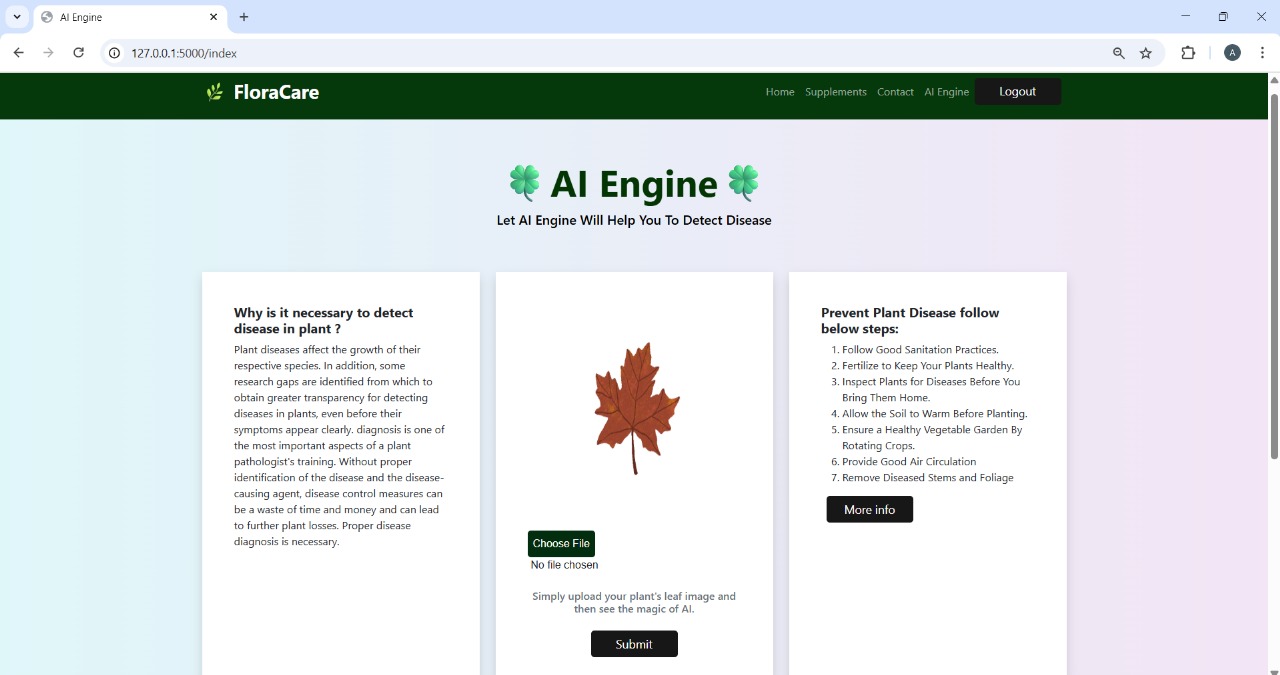 AI Engine
127.0.0.1:5000/index
A
FloraCare
Home Supplements Contact AI Engine Logout
AI Engine
Let AI Engine Will Help You To Detect Disease
Why is it necessary to detect
disease in plant ?
Plant diseases affect the growth of their
respective species. In addition, some
research gaps are identified from which to
obtain greater transparency for detecting
diseases in plants, even before their
symptoms appear clearly. diagnosis is one of
the most important aspects of a plant
pathologist's training. Without proper
identification of the disease and the disease-
causing agent, disease control measures can
be a waste of time and money and can lead
to further plant losses. Proper disease
diagnosis is necessary.
Choose File
No file chosen
Simply upload your plant's leaf image and
then see the magic of AI.
Submit
Prevent Plant Disease follow
below steps:
1. Follow Good Sanitation Practices.
2. Fertilize to Keep Your Plants Healthy.
3. Inspect Plants for Diseases Before You
Bring Them Home.
4. Allow the Soil to Warm Before Planting.
5. Ensure a Healthy Vegetable Garden By
Rotating Crops.
6. Provide Good Air Circulation
7. Remove Diseased Stems and Foliage
More info